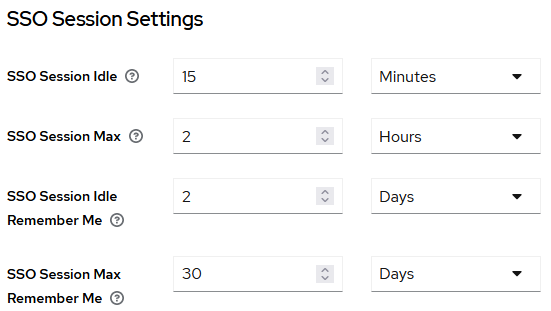 SSO Session Settings
SSO Session Idle ? 15 Minutes
SSO Session Max ? 2 Hours
SSO Session Idle
Remember Me ? 2 Days
SSO Session Max
Remember Me ? 30 Days